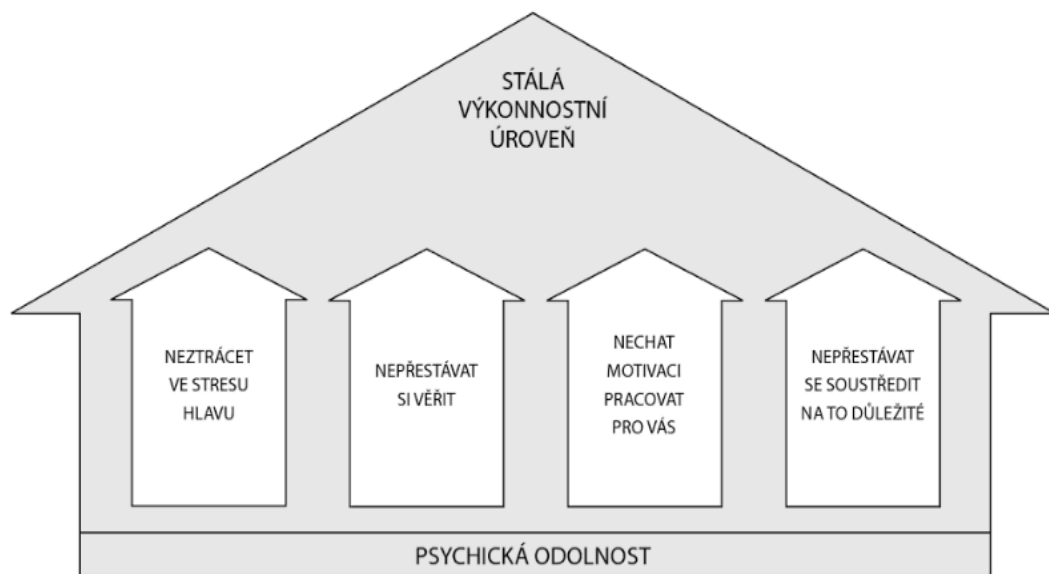 STÁLÁ
VÝKONNOSTNÍ
ÚROVEŇ
NEZTRÁCET
VE STRESU
HLAVU
NEPŘESTÁVAT
SI VĚŘIT
NECHAT
MOTIVACI
PRACOVAT
PRO VÁS
NEPŘESTÁVAT
SE SOUSTŘEDIT
NA TO DŮLEŽITÉ
PSYCHICKÁ ODOLNOST